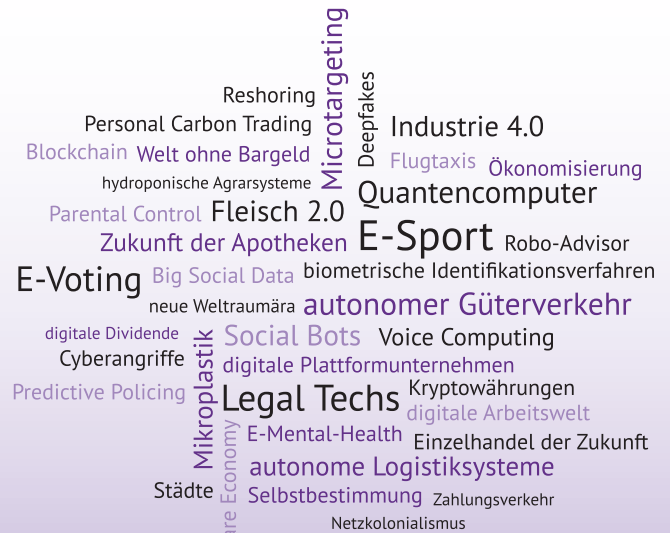 Microtargeting
Deepfakes
Reshoring
Personal Carbon Trading
Industrie 4.0
Blockchain
Welt ohne Bargeld
Flugtaxis
Ökonomisierung
hydroponische Agrarsysteme
Quantencomputer
Parental Control
Fleisch 2.0
Zukunft der Apotheken
E-Sport
Robo-Advisor
E-Voting
Big Social Data
biometrische Identifikationsverfahren
neue Weltraumära
autonomer Güterverkehr
digitale Dividende
Social Bots
Voice Computing
Cyberangriffe
Mikroplastik
digitale Plattformunternehmen
Predictive Policing
Legal Techs
Kryptowährungen
digitale Arbeitswelt
E-Mental-Health
Einzelhandel der Zukunft
are Economy
autonome Logistiksysteme
Städte
Selbstbestimmung
Zahlungsverkehr
Netzkolonialismus